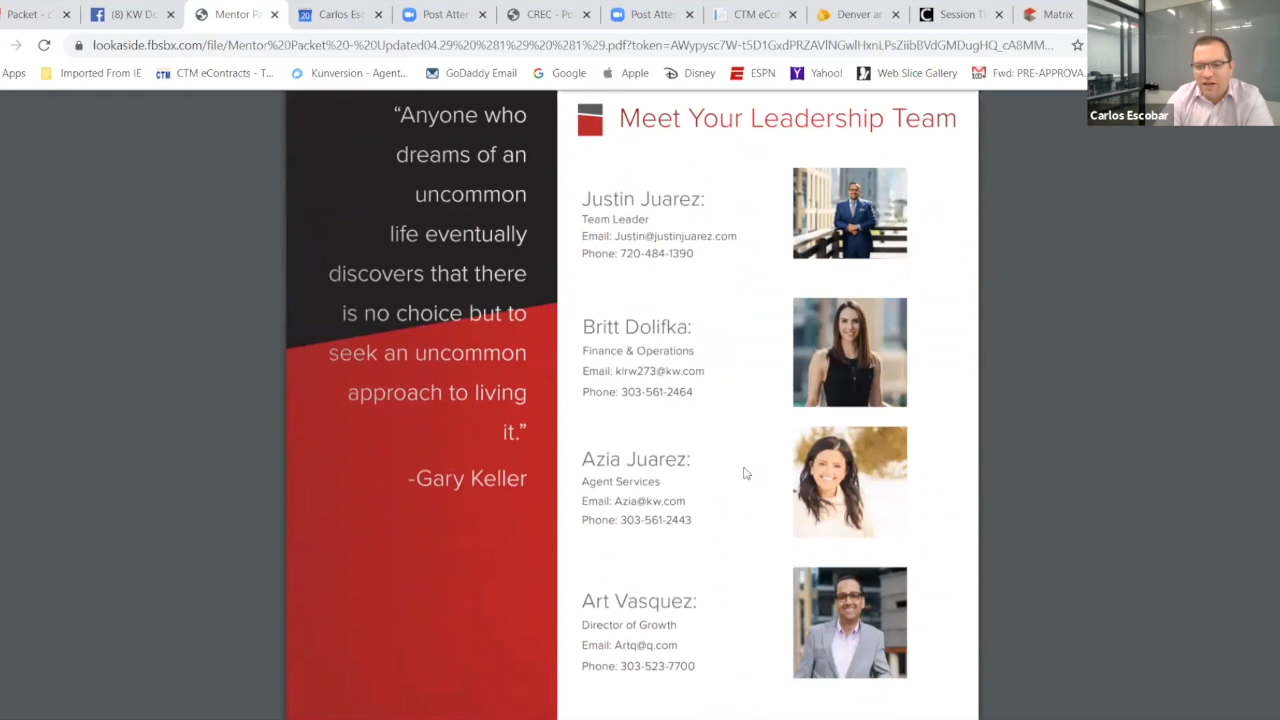 Packet - C
(8) KW D
Mentor P
Carlos Es
Post Atter
CREC - Po
Post Atter
CTM eCor
Denver ar
Session T
Matrix
lookaside.fbsbx.com/file/Mentor%20Packet%20-%20Updated04.29%20%281%29%20%281%29.pdf?token=AWypysc7W-t5D1GxdPRZAVlNGwlHxnLPsZiibBVdGMDugHQ_cA8MM...
Apps
Imported From IE
CTM eContracts - T...
Kunversion - Agent...
GoDaddy Email
Google
Apple
Disney
ESPN
Yahoo!
Web Slice Gallery
Fwd: PRE-APPROVA
Carlos Escobar
“Anyone who
dreams of an
uncommon
life eventually
discovers that there
is no choice but to
seek an uncommon
approach to living
it.”
-Gary Keller
Meet Your Leadership Team
Justin Juarez:
Team Leader
Email: Justin@justinjuarez.com
Phone: 720-484-1390
Britt Dolifka:
Finance & Operations
Email: klrw273@kw.com
Phone: 303-561-2464
Azia Juarez:
Agent Services
Email: Azia@kw.com
Phone: 303-561-2443
Art Vasquez:
Director of Growth
Email: Artq@q.com
Phone: 303-523-7700